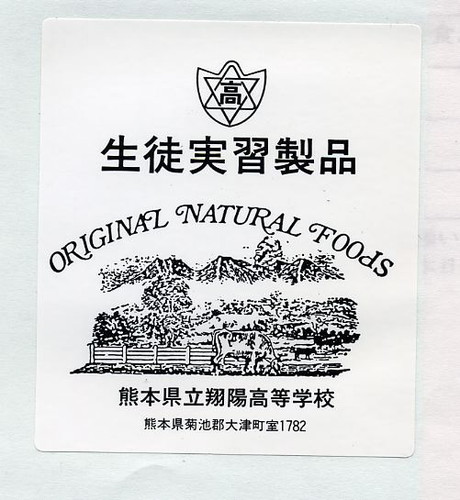 高
生徒実習製品
ORIGINAL NATURAL FOODS
熊本県立翔陽高等学校
熊本県菊池郡大津町室1782